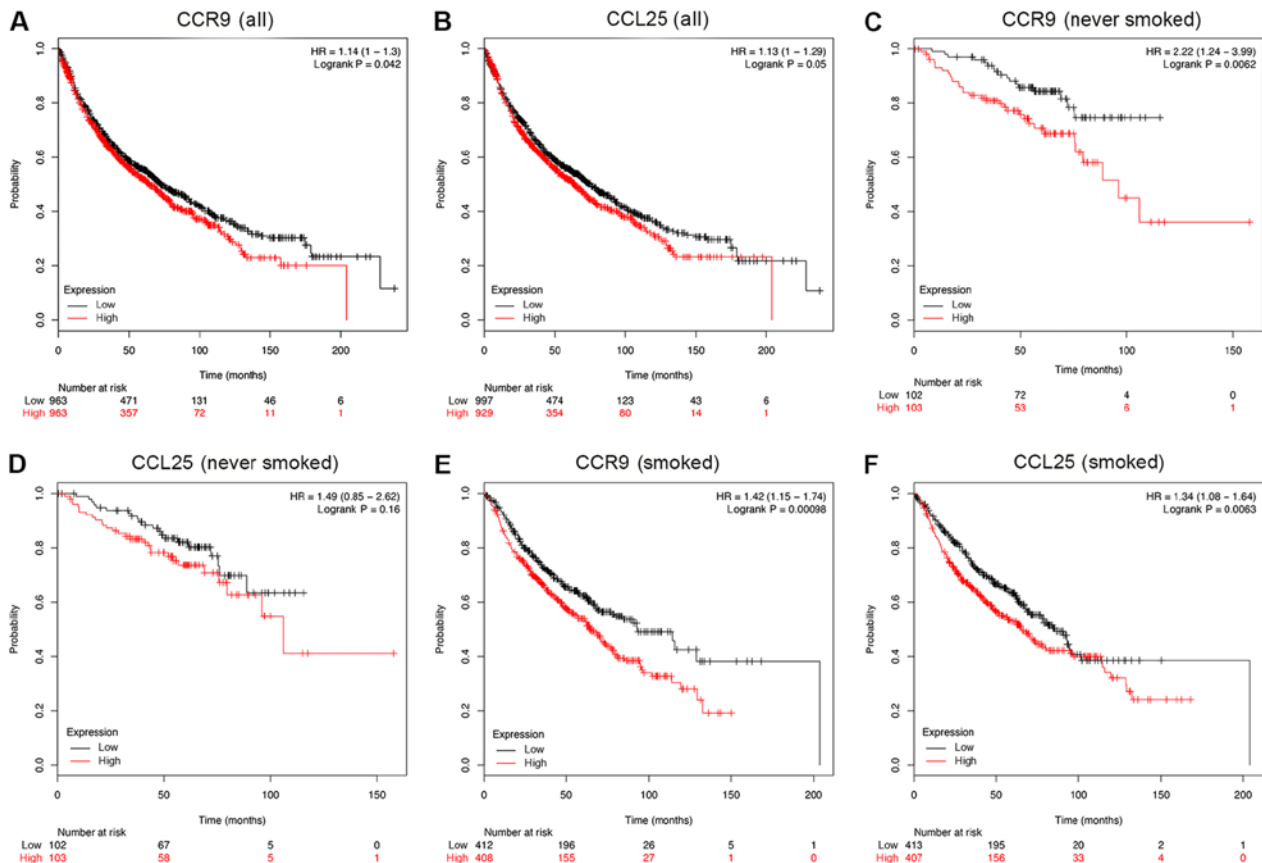 A CCR9 (all)
HR = 1.14 (1 – 1.3)
Logrank P = 0.042
Probability
1.0
0.8
0.6
0.4
0.2
0.0
Expression
Low
High
0 50 100 150 200
Time (months)
Number at risk
Low 963 471 131 46 6
High 963 357 72 11 1
B CCL25 (all)
HR = 1.13 (1 – 1.29)
Logrank P = 0.05
Probability
1.0
0.8
0.6
0.4
0.2
0.0
Expression
Low
High
0 50 100 150 200
Time (months)
Number at risk
Low 997 474 123 43 6
High 929 354 80 14 1
C CCR9 (never smoked)
HR = 2.22 (1.24 – 3.99)
Logrank P = 0.0062
Probability
1.0
0.8
0.6
0.4
0.2
0.0
Expression
Low
High
0 50 100 150
Time (months)
Number at risk
Low 102 72 4 0
High 103 53 6 1
D CCL25 (never smoked)
HR = 1.49 (0.85 – 2.62)
Logrank P = 0.16
Probability
1.0
0.8
0.6
0.4
0.2
0.0
Expression
Low
High
0 50 100 150
Time (months)
Number at risk
Low 102 67 5 0
High 103 58 5 1
E CCR9 (smoked)
HR = 1.42 (1.15 – 1.74)
Logrank P = 0.00098
Probability
1.0
0.8
0.6
0.4
0.2
0.0
Expression
Low
High
0 50 100 150 200
Time (months)
Number at risk
Low 412 196 26 5 1
High 408 155 27 1 0
F CCL25 (smoked)
HR = 1.34 (1.08 – 1.64)
Logrank P = 0.0063
Probability
1.0
0.8
0.6
0.4
0.2
0.0
Expression
Low
High
0 50 100 150 200
Time (months)
Number at risk
Low 413 195 20 2 1
High 407 156 33 4 0